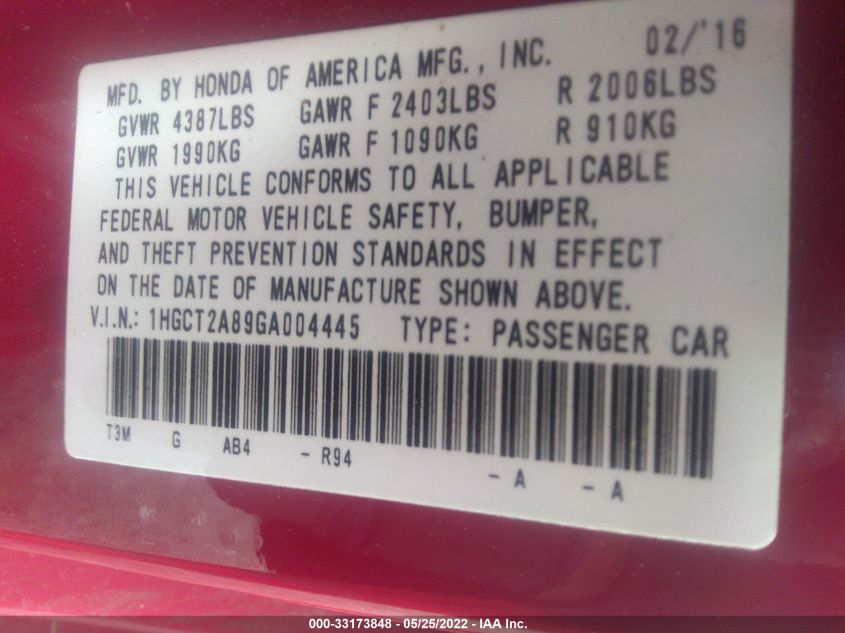 MFD. BY HONDA OF AMERICA MFG., INC. 02/'16
GVWR 4387LBS GAWR F 2403LBS R 2006LBS
GVWR 1990KG GAWR F 1090KG R 910KG
THIS VEHICLE CONFORMS TO ALL APPLICABLE
FEDERAL MOTOR VEHICLE SAFETY, BUMPER,
AND THEFT PREVENTION STANDARDS IN EFFECT
ON THE DATE OF MANUFACTURE SHOWN ABOVE.
V.I.N.: 1HGCT2A89GA004445 TYPE: PASSENGER CAR
T3M G AB4 - R94 - A - A
000-33173848 - 05/25/2022 - IAA Inc.